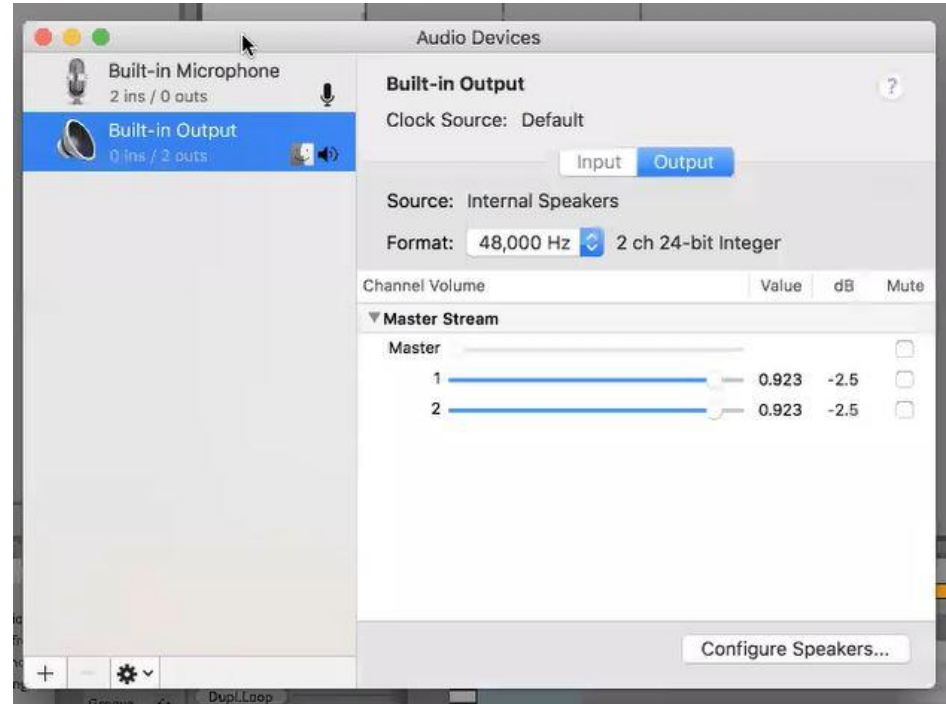 Audio Devices
Built-in Microphone
2 ins / 0 outs
Built-in Output
0 ins / 2 outs
Built-in Output
?
Clock Source: Default
Input Output
Source: Internal Speakers
Format: 48,000 Hz 2 ch 24-bit Integer
Channel Volume Value dB Mute
Master Stream
Master
1 0.923 -2.5
2 0.923 -2.5
Configure Speakers...
+ −
Dupl.Loop
Groove